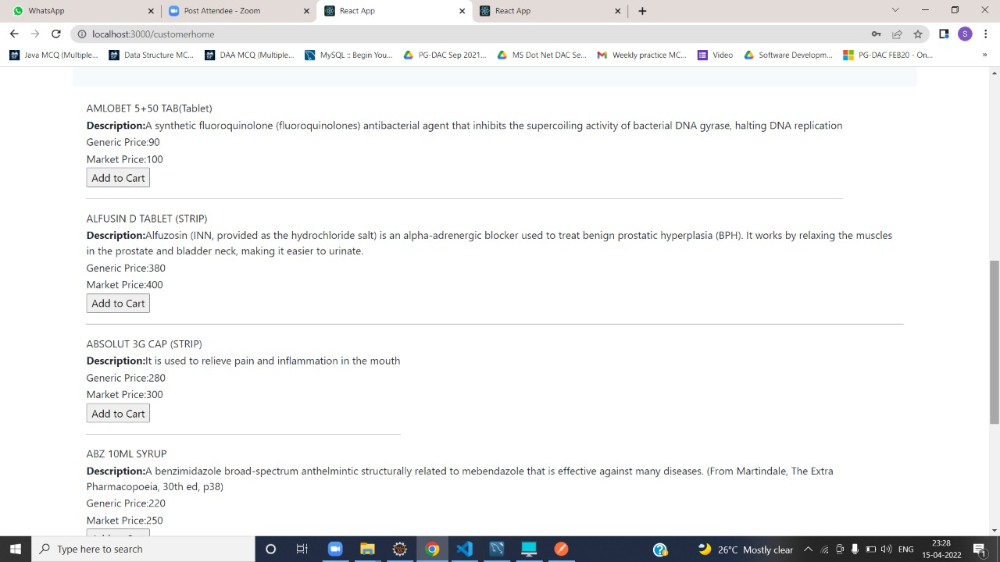 WhatsApp
Post Attendee - Zoom
React App
React App
localhost:3000/customerhome
S
Java MCQ (Multiple...
Data Structure MC...
DAA MCQ (Multiple...
MySQL :: Begin You...
PG-DAC Sep 2021...
MS Dot Net DAC Se...
Weekly practice MC...
Video
Software Developm...
PG-DAC FEB20 - On...
»
AMLOBET 5+50 TAB(Tablet)
Description:A synthetic fluoroquinolone (fluoroquinolones) antibacterial agent that inhibits the supercoiling activity of bacterial DNA gyrase, halting DNA replication
Generic Price:90
Market Price:100
Add to Cart
ALFUSIN D TABLET (STRIP)
Description:Alfuzosin (INN, provided as the hydrochloride salt) is an alpha-adrenergic blocker used to treat benign prostatic hyperplasia (BPH). It works by relaxing the muscles
in the prostate and bladder neck, making it easier to urinate.
Generic Price:380
Market Price:400
Add to Cart
ABSOLUT 3G CAP (STRIP)
Description:It is used to relieve pain and inflammation in the mouth
Generic Price:280
Market Price:300
Add to Cart
ABZ 10ML SYRUP
Description:A benzimidazole broad-spectrum anthelmintic structurally related to mebendazole that is effective against many diseases. (From Martindale, The Extra
Pharmacopoeia, 30th ed, p38)
Generic Price:220
Market Price:250
Type here to search
26°C Mostly clear
ENG
23:28
15-04-2022
1